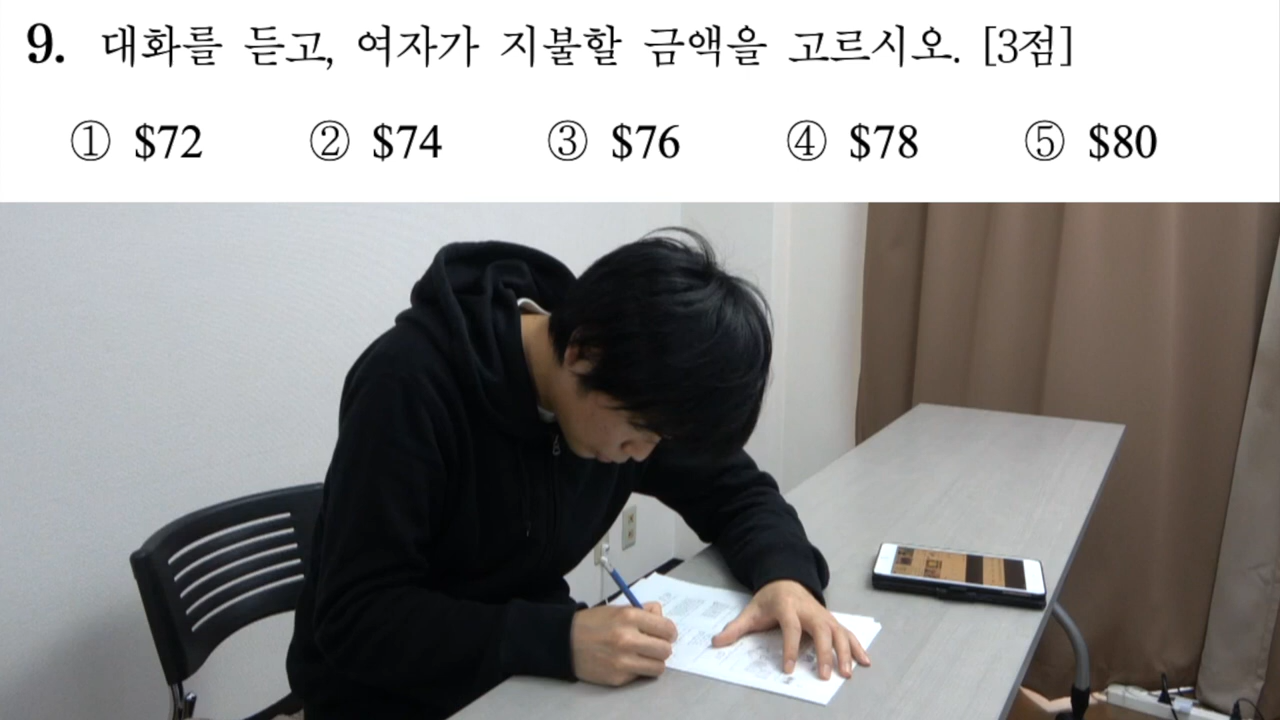 9. 대화를 듣고, 여자가 지불할 금액을 고르시오. [3점]
① $72 ② $74 ③ $76 ④ $78 ⑤ $80